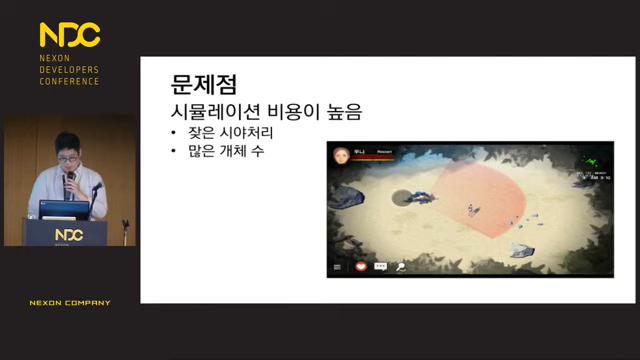 NDC
NEXON
DEVELOPERS
CONFERENCE
문제점
시뮬레이션 비용이 높음
• 잦은 시야처리
• 많은 개체 수
NDC
NEXON COMPANY